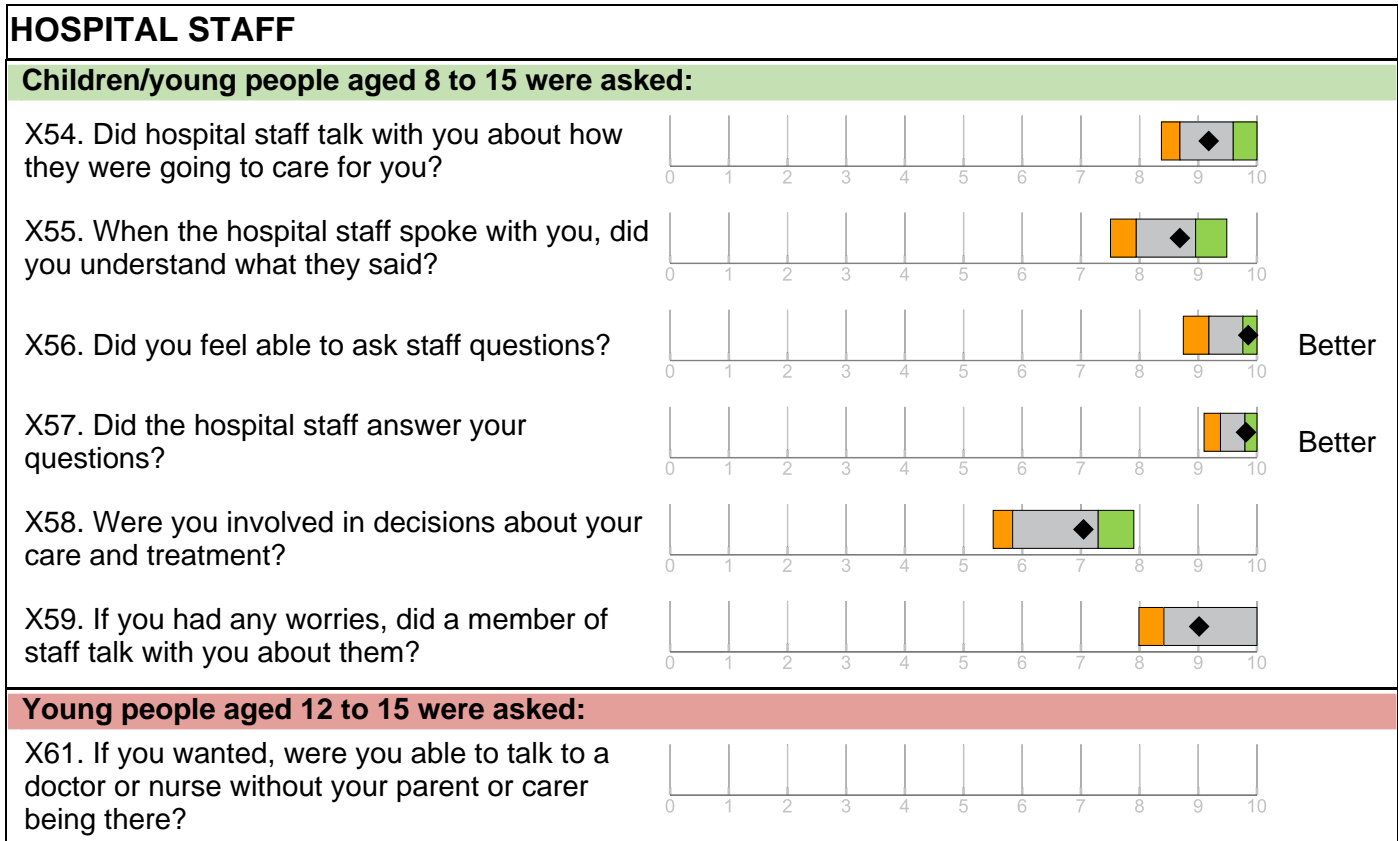 HOSPITAL STAFF
Children/young people aged 8 to 15 were asked:
X54. Did hospital staff talk with you about how
they were going to care for you?
0 1 2 3 4 5 6 7 8 9 10
X55. When the hospital staff spoke with you, did
you understand what they said?
0 1 2 3 4 5 6 7 8 9 10
X56. Did you feel able to ask staff questions?
Better
0 1 2 3 4 5 6 7 8 9 10
X57. Did the hospital staff answer your
questions?
Better
0 1 2 3 4 5 6 7 8 9 10
X58. Were you involved in decisions about your
care and treatment?
0 1 2 3 4 5 6 7 8 9 10
X59. If you had any worries, did a member of
staff talk with you about them?
0 1 2 3 4 5 6 7 8 9 10
Young people aged 12 to 15 were asked:
X61. If you wanted, were you able to talk to a
doctor or nurse without your parent or carer
being there?
0 1 2 3 4 5 6 7 8 9 10